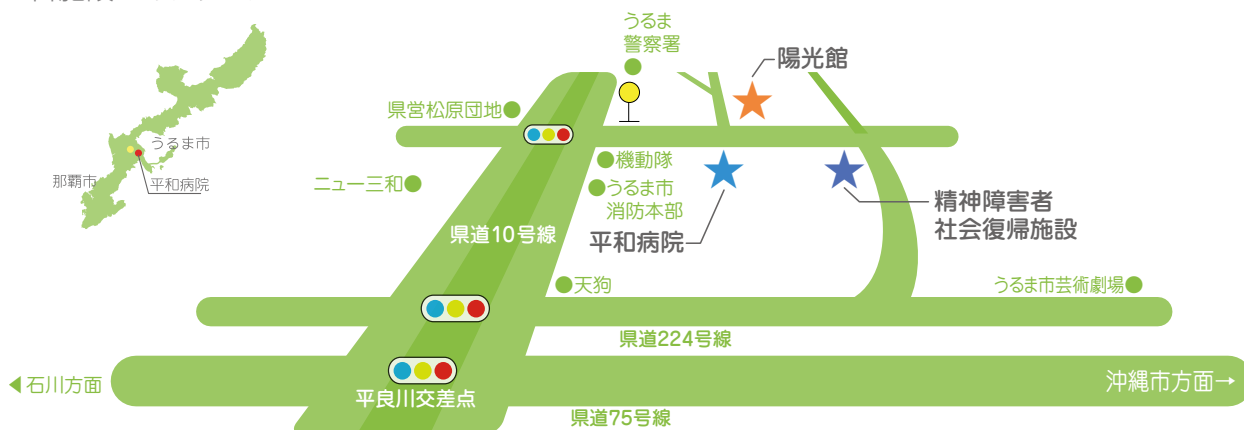 うるま
警察署
陽光館
県営松原団地
うるま市
那覇市
平和病院
機動隊
ニュー三和
うるま市
消防本部
平和病院
精神障害者
社会復帰施設
県道10号線
天狗
うるま市芸術劇場
県道224号線
石川方面
沖縄市方面→
平良川交差点
県道75号線